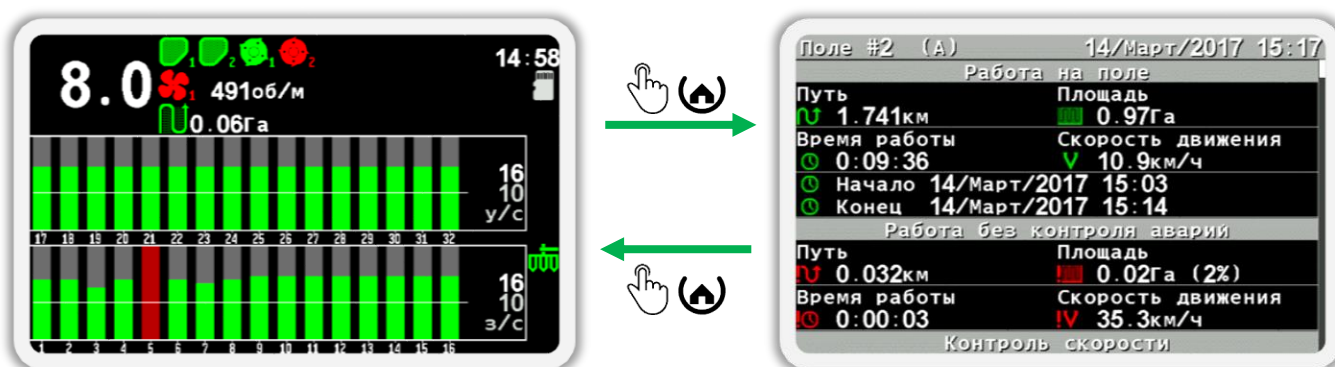 8.0
1 2 1 2
14:58
1 491об/м
0.06Га
16
10
у/с
17 18 19 20 21 22 23 24 25 26 27 28 29 30 31 32
16
10
з/с
1 2 3 4 5 6 7 8 9 10 11 12 13 14 15 16
Поле #2 (А) 14/Март/2017 15:17
Работа на поле
Путь Площадь
1.741км 0.97Га
Время работы Скорость движения
0:09:36 V 10.9км/ч
Начало 14/Март/2017 15:03
Конец 14/Март/2017 15:14
Работа без контроля аварий
Путь Площадь
! 0.032км ! 0.02Га (2%)
Время работы Скорость движения
! 0:00:03 !V 35.3км/ч
Контроль скорости